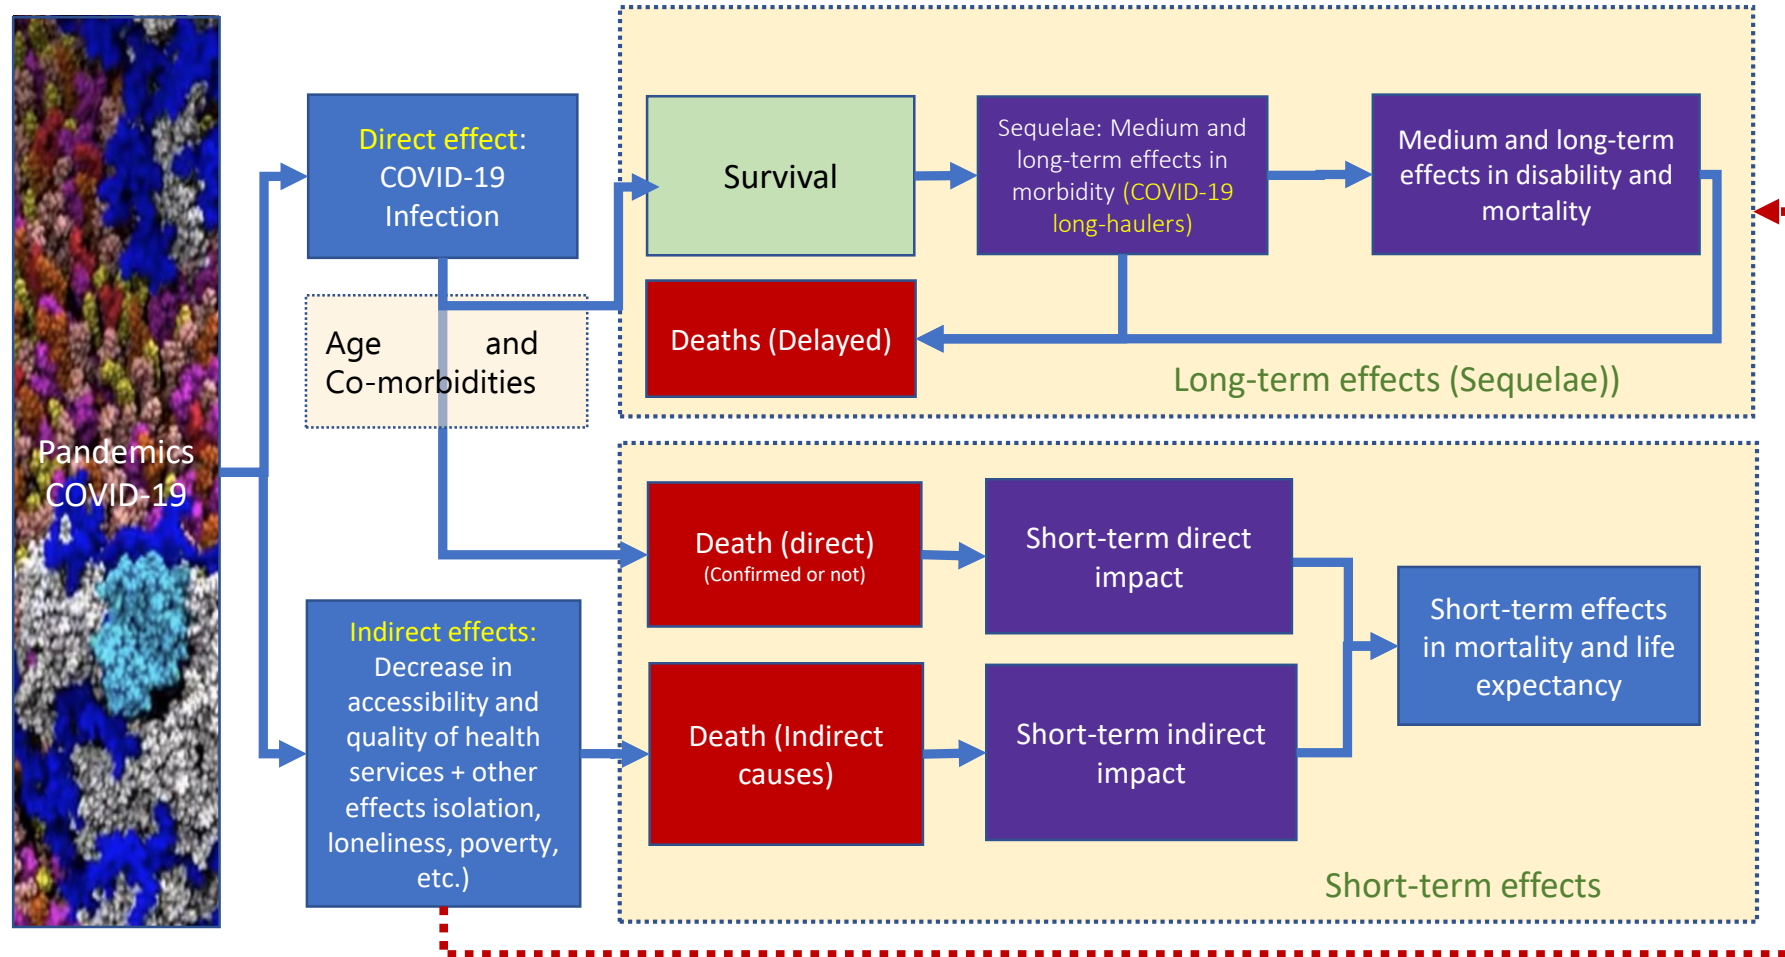 Pandemics
COVID-19
Direct effect:
COVID-19
Infection
Age and
Co-morbidities
Indirect effects:
Decrease in
accessibility and
quality of health
services + other
effects isolation,
loneliness, poverty,
etc.)
Survival
Sequelae: Medium and
long-term effects in
morbidity (COVID-19
long-haulers)
Medium and long-term
effects in disability and
mortality
Deaths (Delayed)
Long-term effects (Sequelae))
Death (direct)
(Confirmed or not)
Short-term direct
impact
Death (Indirect
causes)
Short-term indirect
impact
Short-term effects
in mortality and life
expectancy
Short-term effects